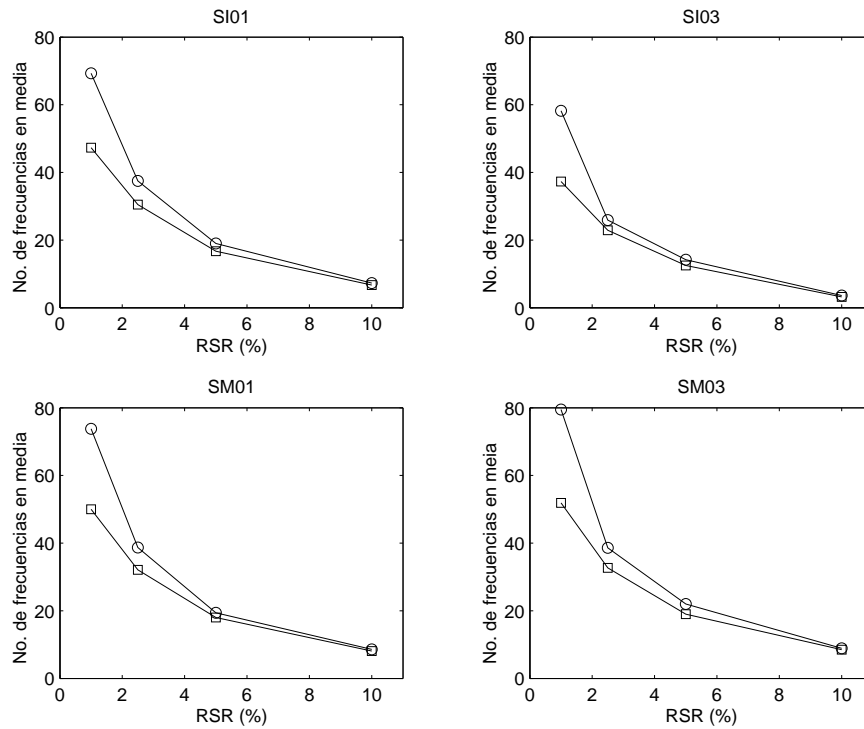 SI01
80
60
40
20
0
No. de frecuencias en media
0 2 4 6 8 10
RSR (%)
SI03
80
60
40
20
0
No. de frecuencias en media
0 2 4 6 8 10
RSR (%)
SM01
80
60
40
20
0
No. de frecuencias en media
0 2 4 6 8 10
RSR (%)
SM03
80
60
40
20
0
No. de frecuencias en meia
0 2 4 6 8 10
RSR (%)